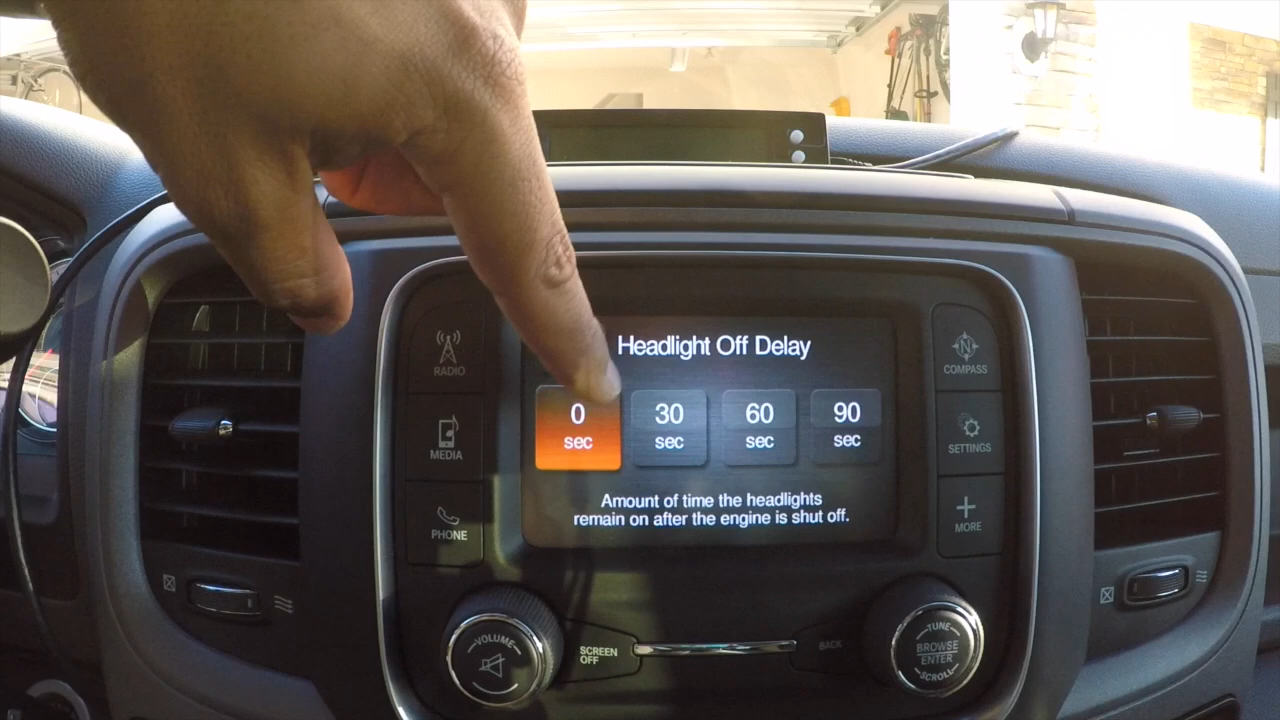 RADIO
MEDIA
PHONE
Headlight Off Delay
0
sec
30
sec
60
sec
90
sec
Amount of time the headlights
remain on after the engine is shut off.
N
COMPASS
SETTINGS
MORE
VOLUME
SCREEN
OFF
BACK
TUNE
BROWSE
ENTER
SCROLL